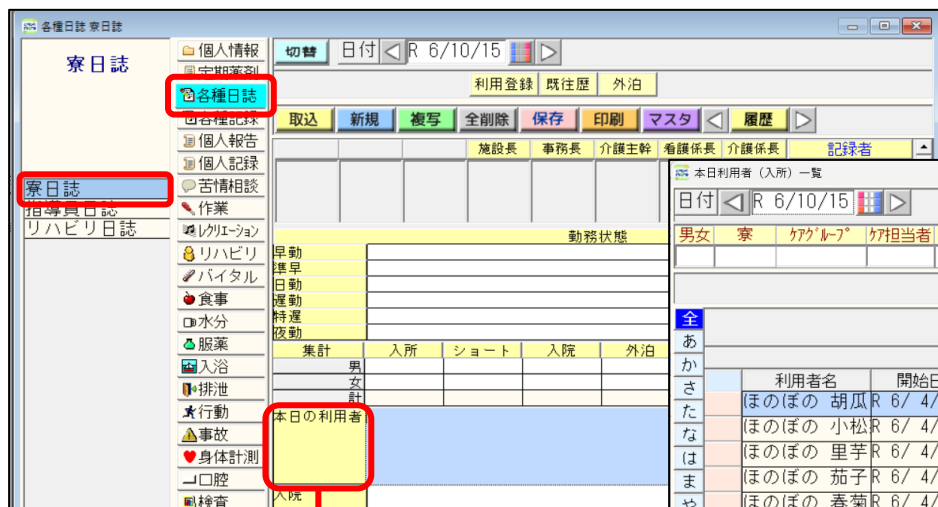 各種日誌 寮日誌
寮日誌
寮日誌
指導員日誌
リハビリ日誌
個人情報
定期薬剤
各種日誌
各種記録
個人報告
個人記録
苦情相談
作業
レクリエーション
リハビリ
バイタル
食事
水分
服薬
入浴
排泄
行動
事故
身体計測
口腔
検査
切替 日付 R 6/10/15
利用登録 既往歴 外泊
取込 新規 複写 全削除 保存 印刷 マスタ 履歴
施設長 事務長 介護主幹 看護係長 介護係長 記録者
勤務状態
早勤
準早
日勤
遅勤
特遅
夜勤
集計 入所 ショート 入院 外泊
男
女
計
本日の利用者
入院
本日利用者(入所)一覧
日付 R 6/10/15
男女 寮 ケアグループ ケア担当者
全
あ
か
さ
た
な
は
ま
や
利用者名 開始日
ほのぼの 胡瓜 R 6/ 4/
ほのぼの 小松 R 6/ 4/
ほのぼの 里芋 R 6/ 4/
ほのぼの 茄子 R 6/ 4/
ほのぼの 春菊 R 6/ 4/